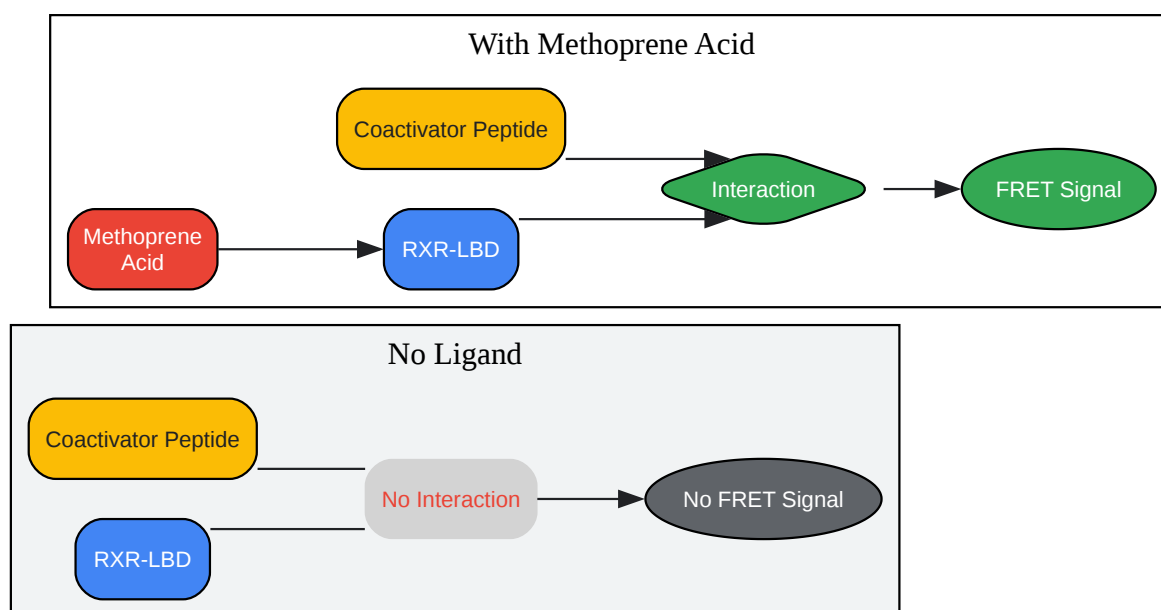 With Methoprene Acid
Coactivator Peptide
Interaction
FRET Signal
Methoprene
Acid
RXR-LBD
No Ligand
Coactivator Peptide
No Interaction
No FRET Signal
RXR-LBD